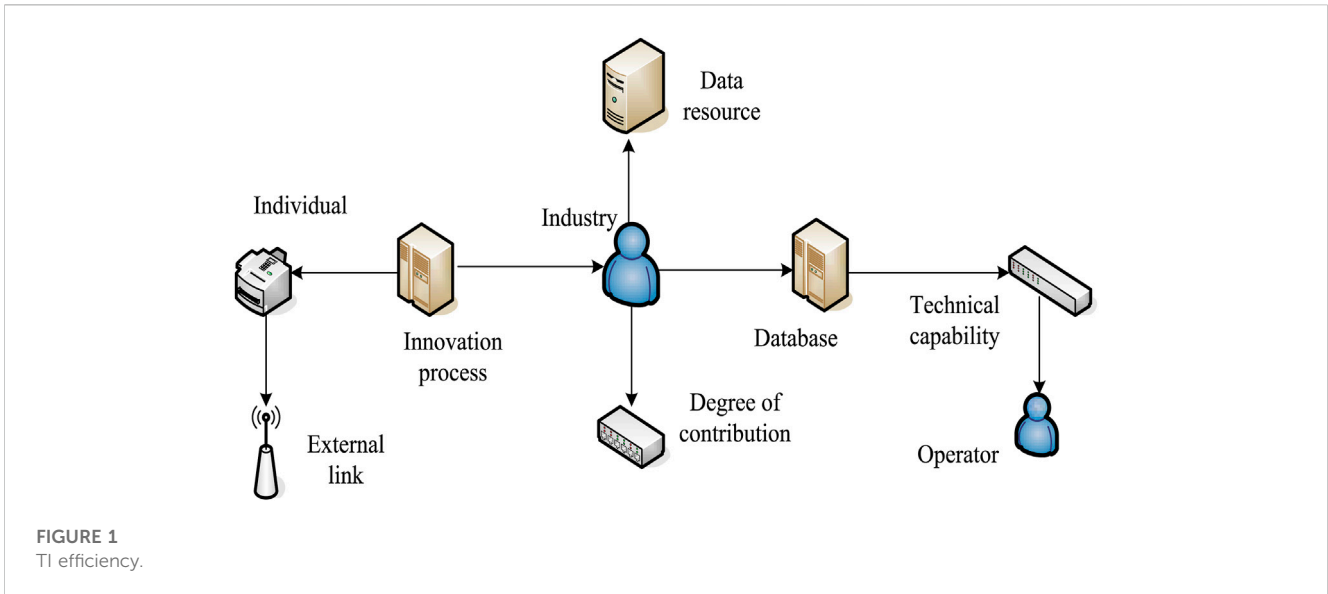 Data
resource
Individual
Industry
Innovation
process
Database
Technical
capability
External
link
Degree of
contribution
Operator
FIGURE 1
TI efficiency.